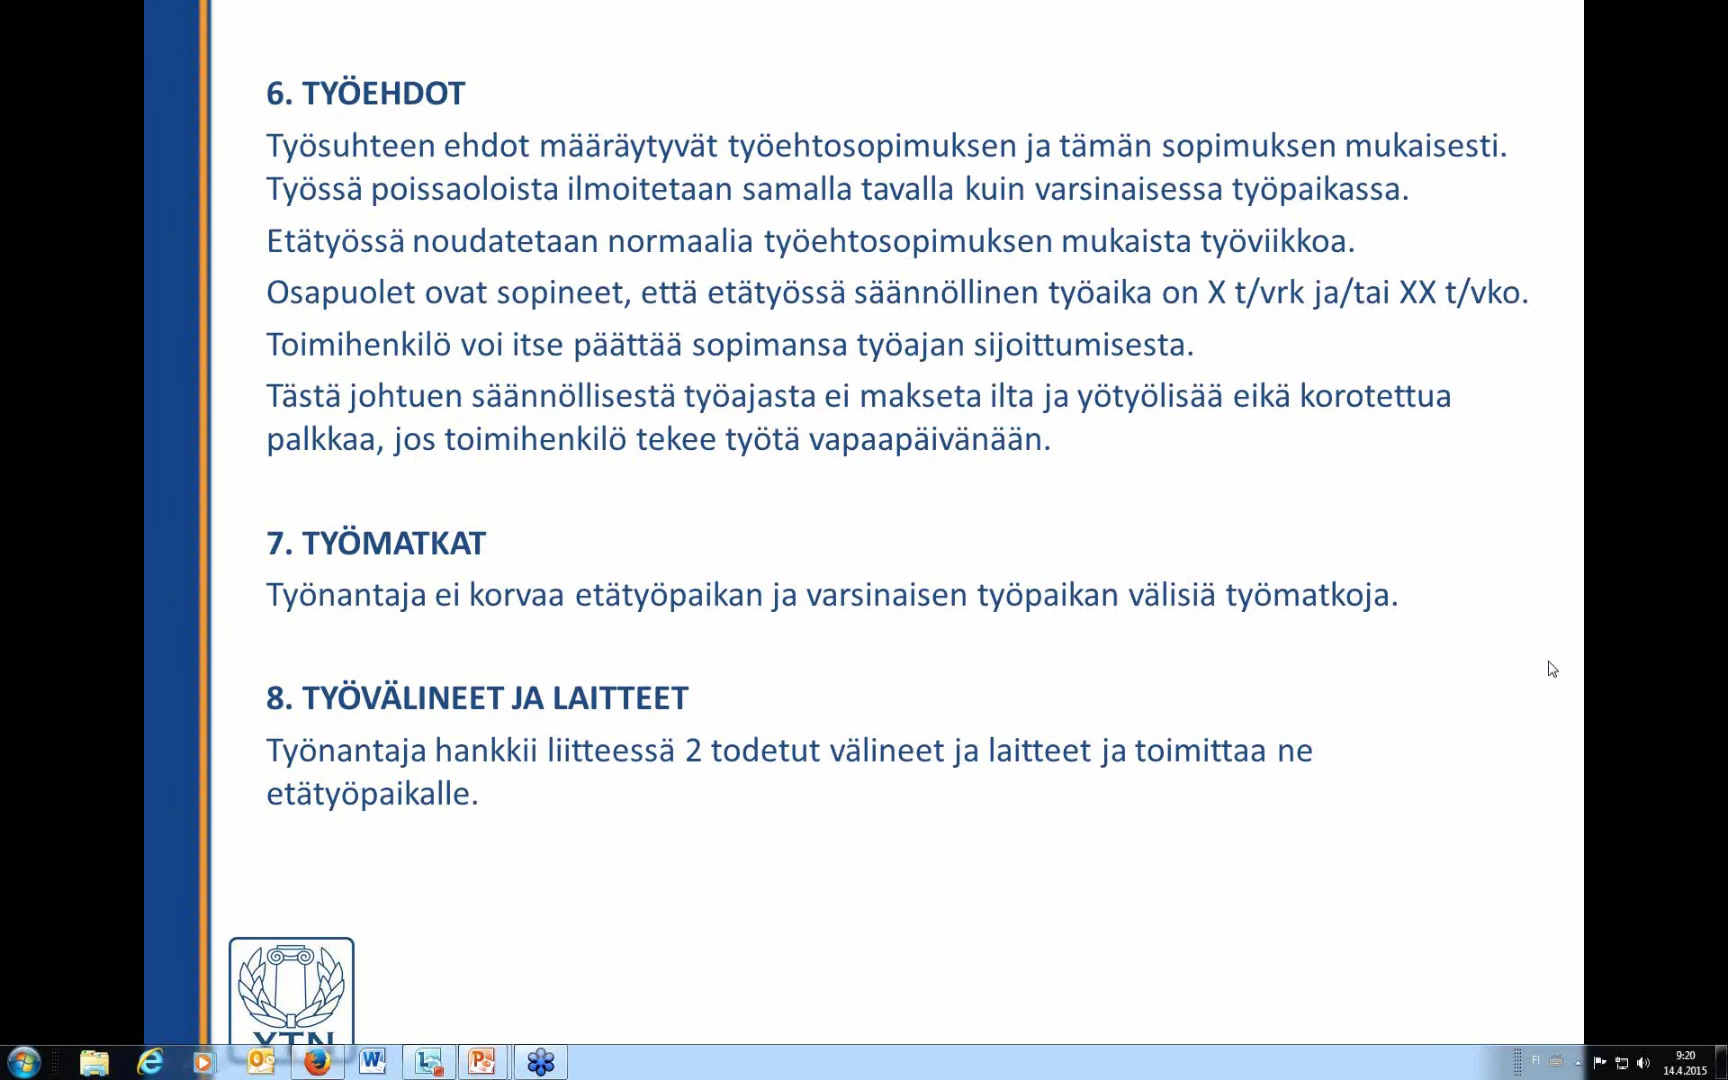 6. TYÖEHDOT
Työsuhteen ehdot määräytyvät työehtosopimuksen ja tämän sopimuksen mukaisesti.
Työssä poissaoloista ilmoitetaan samalla tavalla kuin varsinaisessa työpaikassa.
Etätyössä noudatetaan normaalia työehtosopimuksen mukaista työviikkoa.
Osapuolet ovat sopineet, että etätyössä säännöllinen työaika on X t/vrk ja/tai XX t/vko.
Toimihenkilö voi itse päättää sopimansa työajan sijoittumisesta.
Tästä johtuen säännöllisestä työajasta ei makseta ilta ja yötyölisää eikä korotettua
palkkaa, jos toimihenkilö tekee työtä vapaapäivänään.
7. TYÖMATKAT
Työnantaja ei korvaa etätyöpaikan ja varsinaisen työpaikan välisiä työmatkoja.
8. TYÖVÄLINEET JA LAITTEET
Työnantaja hankkii liitteessä 2 todetut välineet ja laitteet ja toimittaa ne
etätyöpaikalle.
YTN
FI
9:20
14.4.2015